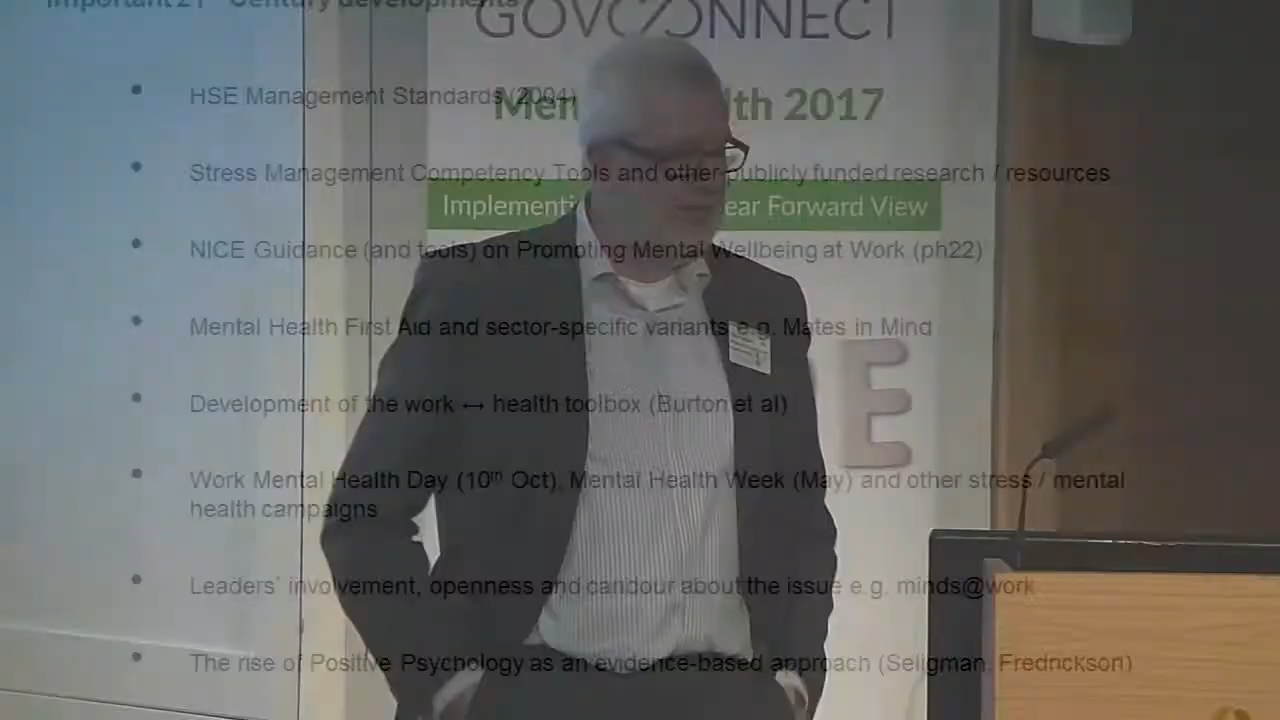 Important 21st Century developments
GOVCONNECT
HSE Management Standards (2004)
Mental Health 2017
Stress Management Competency Tools and other publicly funded research / resources
Implementi ear Forward View
NICE Guidance (and tools) on Promoting Mental Wellbeing at Work (ph22)
Mental Health First Aid and sector-specific variants e.g. Mates in Mind
E
Development of the work ↔ health toolbox (Burton et al)
Work Mental Health Day (10th Oct), Mental Health Week (May) and other stress / mental
health campaigns
Leaders' involvement, openness and candour about the issue e.g. minds@work
The rise of Positive Psychology as an evidence-based approach (Seligman, Fredrickson)